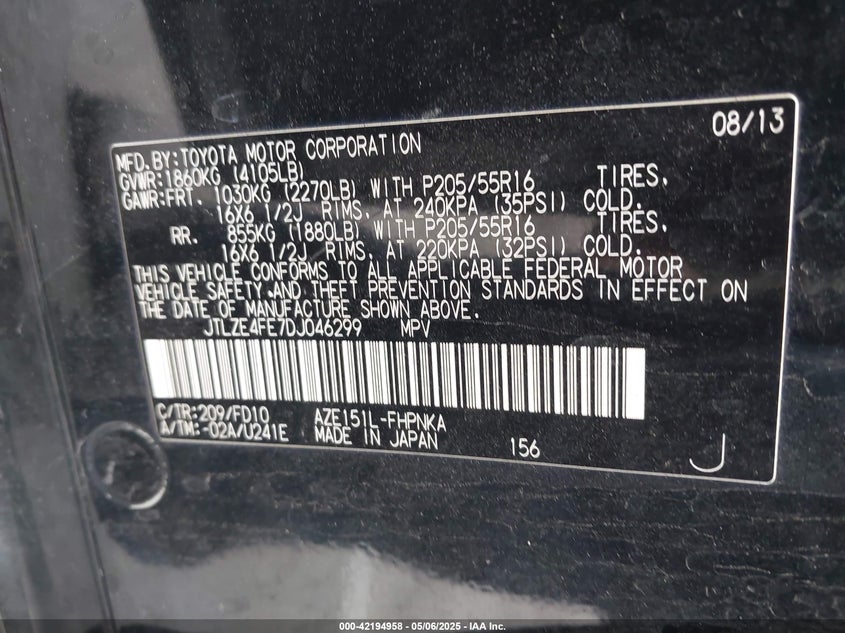 08/13
MFD. BY: TOYOTA MOTOR CORPORATION
GVWR: 1860KG (4105LB)
GAWR: FRT. 1030KG (2270LB) WITH P205/55R16 TIRES.
16X6 1/2J RIMS, AT 240KPA (35PSI) COLD.
RR. 855KG (1880LB) WITH P205/55R16 TIRES.
16X6 1/2J RIMS, AT 220KPA (32PSI) COLD.
THIS VEHICLE CONFORMS TO ALL APPLICABLE FEDERAL MOTOR
VEHICLE SAFETY AND THEFT PREVENTION STANDARDS IN EFFECT ON
THE DATE OF MANUFACTURE SHOWN ABOVE.
JTLZE4FE7DJ046299 MPV
C/TR: 209/FD10 AZE151L-FHPNKA
A/TM: -02A/U241E MADE IN JAPAN
156
J
000-42194958 - 05/06/2025 - IAA Inc.